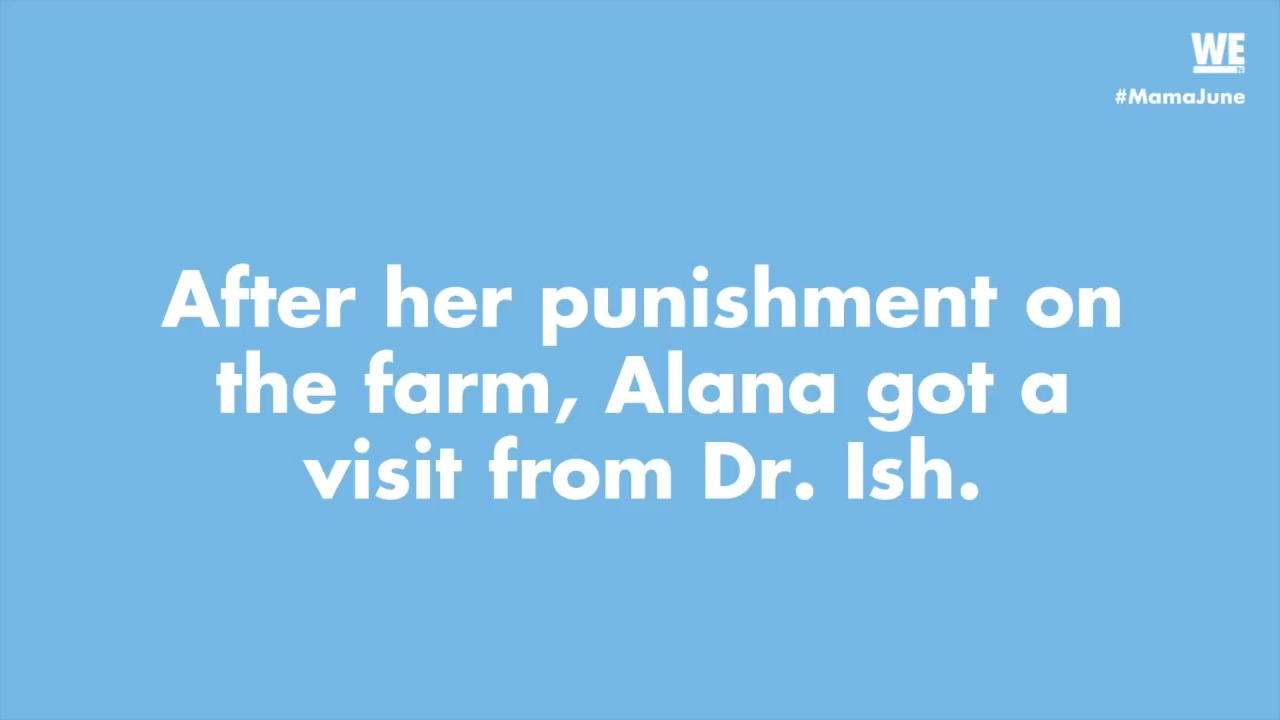 WE
tv
#MamaJune
After her punishment on
the farm, Alana got a
visit from Dr. Ish.